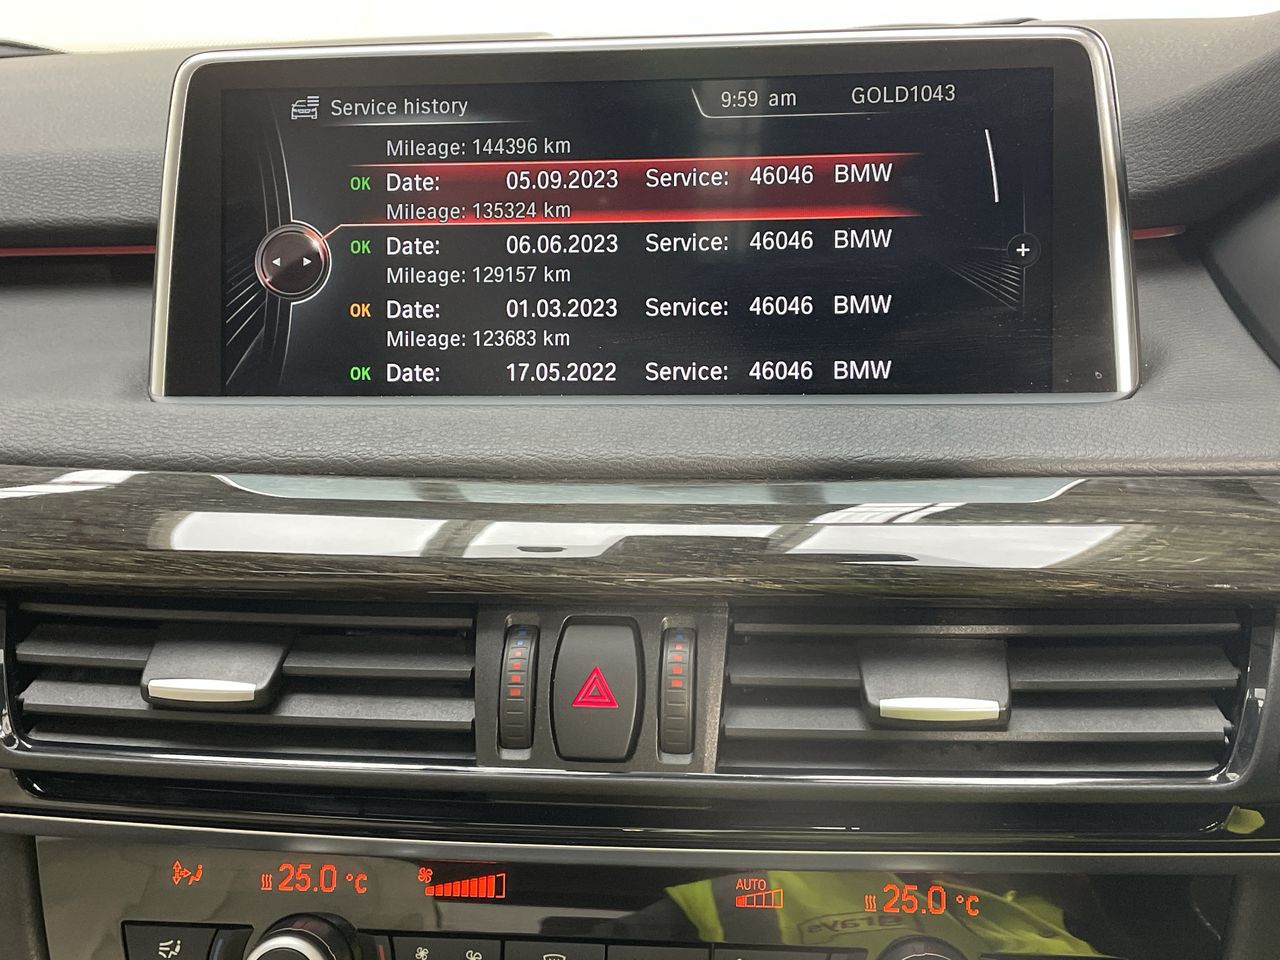 Service history 9:59 am GOLD1043
Mileage: 144396 km
OK Date: 05.09.2023 Service: 46046 BMW
Mileage: 135324 km
OK Date: 06.06.2023 Service: 46046 BMW
Mileage: 129157 km
OK Date: 01.03.2023 Service: 46046 BMW
Mileage: 123683 km
OK Date: 17.05.2022 Service: 46046 BMW
25.0 °C AUTO 25.0 °C